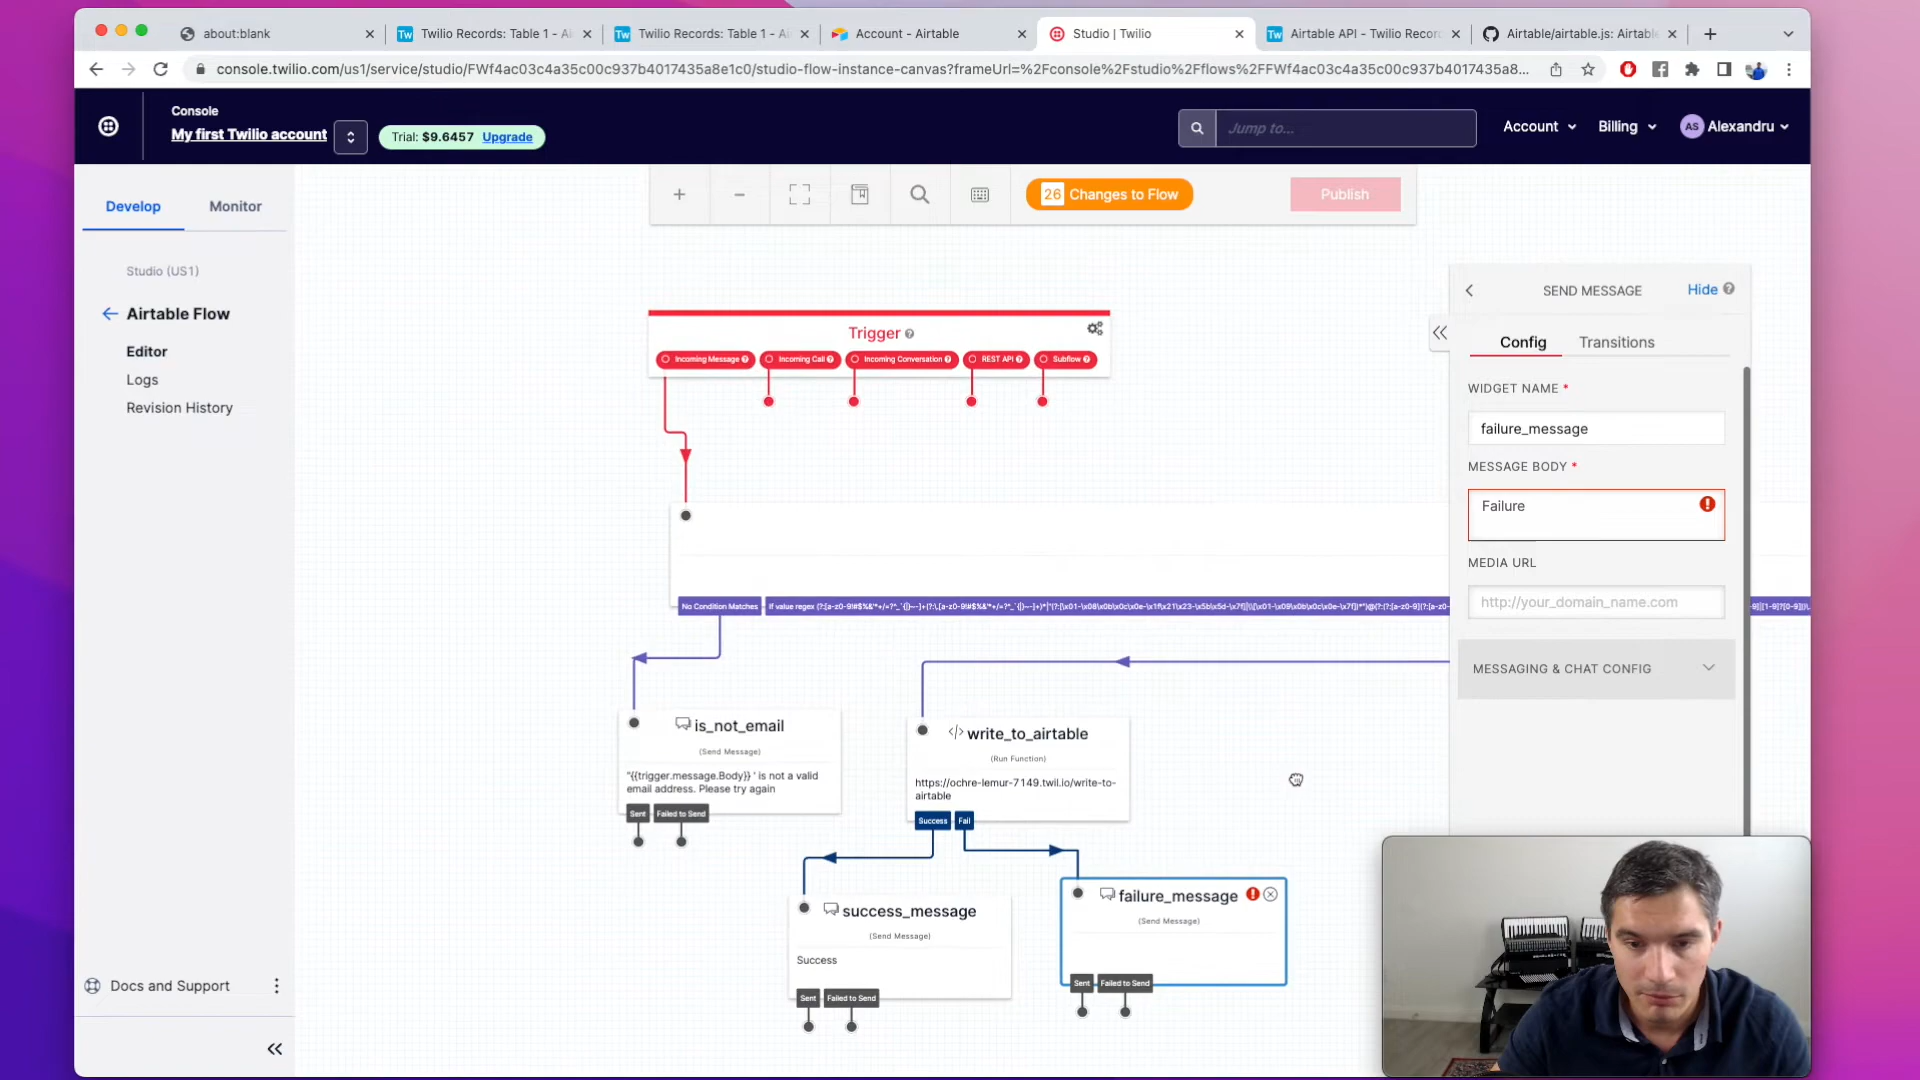 about:blank
Twilio Records: Table 1 - Ai
Twilio Records: Table 1 - Ai
Account - Airtable
Studio | Twilio
Airtable API - Twilio Recor
Airtable/airtable.js: Airtabl
console.twilio.com/us1/service/studio/FWf4ac03c4a35c00c937b4017435a8e1c0/studio-flow-instance-canvas?frameUrl=%2Fconsole%2Fstudio%2Fflows%2FFWf4ac03c4a35c00c937b4017435a8...
Console
My first Twilio account
Trial: $9.6457 Upgrade
Jump to...
Account
Billing
AS Alexandru
Develop
Monitor
26 Changes to Flow
Publish
Studio (US1)
Airtable Flow
Editor
Logs
Revision History
Trigger
Incoming Message
Incoming Call
Incoming Conversation
REST API
Subflow
SEND MESSAGE
Hide
Config
Transitions
WIDGET NAME *
failure_message
MESSAGE BODY *
Failure
MEDIA URL
http://your_domain_name.com
MESSAGING & CHAT CONFIG
No Condition Matches
If value regex
is_not_email
(Send Message)
"{{trigger.message.Body}} ' is not a valid
email address. Please try again
Sent
Failed to Send
write_to_airtable
(Run Function)
https://ochre-lemur-7149.twil.io/write-to-
airtable
Success
Fail
success_message
(Send Message)
Success
Sent
Failed to Send
failure_message
(Send Message)
Sent
Failed to Send
Docs and Support